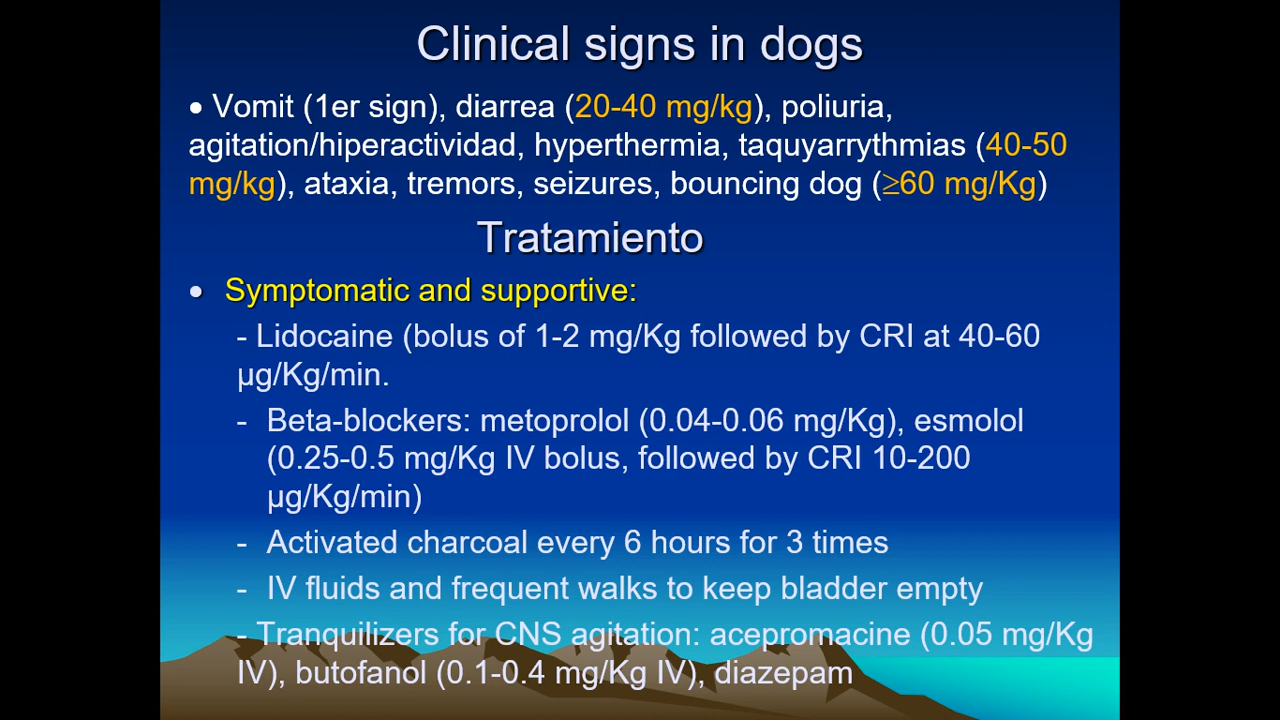 Clinical signs in dogs
• Vomit (1er sign), diarrea (20-40 mg/kg), poliuria,
agitation/hiperactividad, hyperthermia, taquyarrythmias (40-50
mg/kg), ataxia, tremors, seizures, bouncing dog (≥60 mg/Kg)
Tratamiento
• Symptomatic and supportive:
- Lidocaine (bolus of 1-2 mg/Kg followed by CRI at 40-60
µg/Kg/min.
- Beta-blockers: metoprolol (0.04-0.06 mg/Kg), esmolol
(0.25-0.5 mg/Kg IV bolus, followed by CRI 10-200
µg/Kg/min)
- Activated charcoal every 6 hours for 3 times
- IV fluids and frequent walks to keep bladder empty
- Tranquilizers for CNS agitation: acepromacine (0.05 mg/Kg
IV), butofanol (0.1-0.4 mg/Kg IV), diazepam